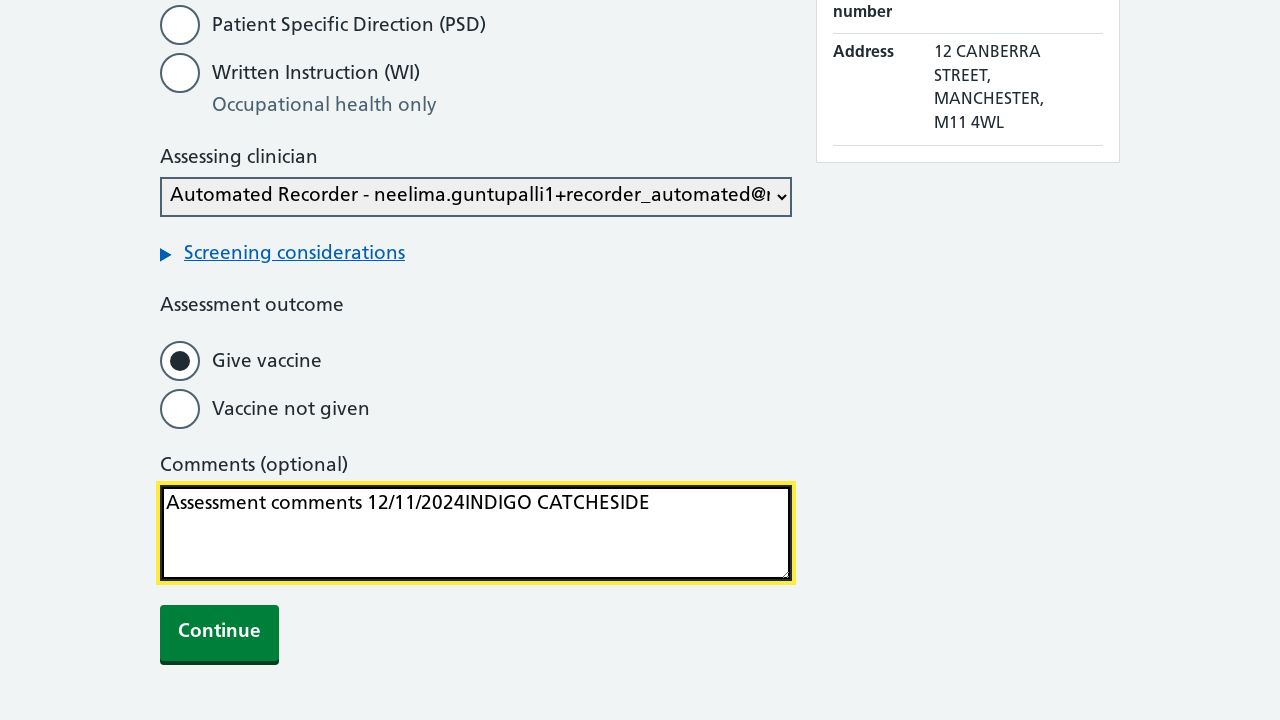 Patient Specific Direction (PSD)
Written Instruction (WI)
Occupational health only
Assessing clinician
Automated Recorder - neelima.guntupalli1+recorder_automated@
Screening considerations
Assessment outcome
Give vaccine
Vaccine not given
Comments (optional)
Assessment comments 12/11/2024INDIGO CATCHESIDE
Continue
number
Address
12 CANBERRA
STREET,
MANCHESTER,
M11 4WL